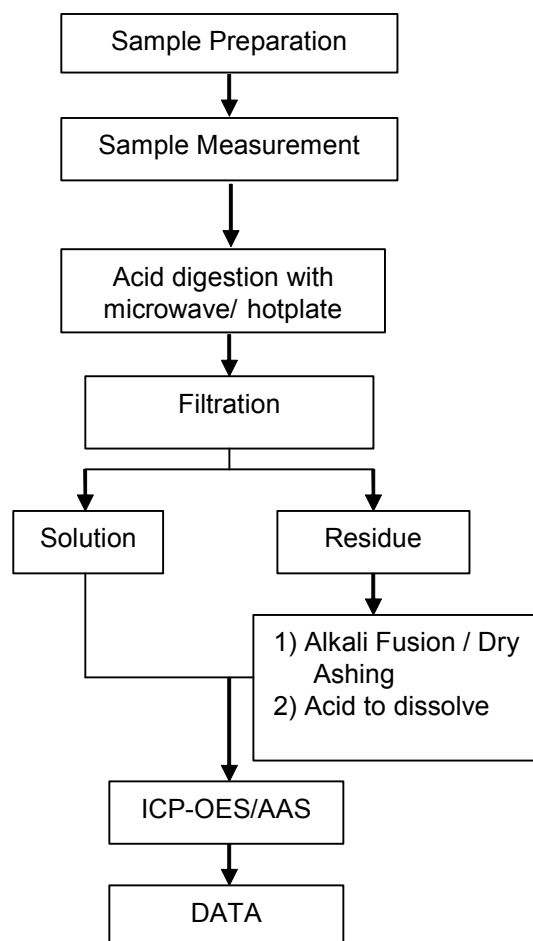 Sample Preparation
Sample Measurement
Acid digestion with
microwave/ hotplate
Filtration
Solution
Residue
1) Alkali Fusion / Dry
Ashing
2) Acid to dissolve
ICP-OES/AAS
DATA